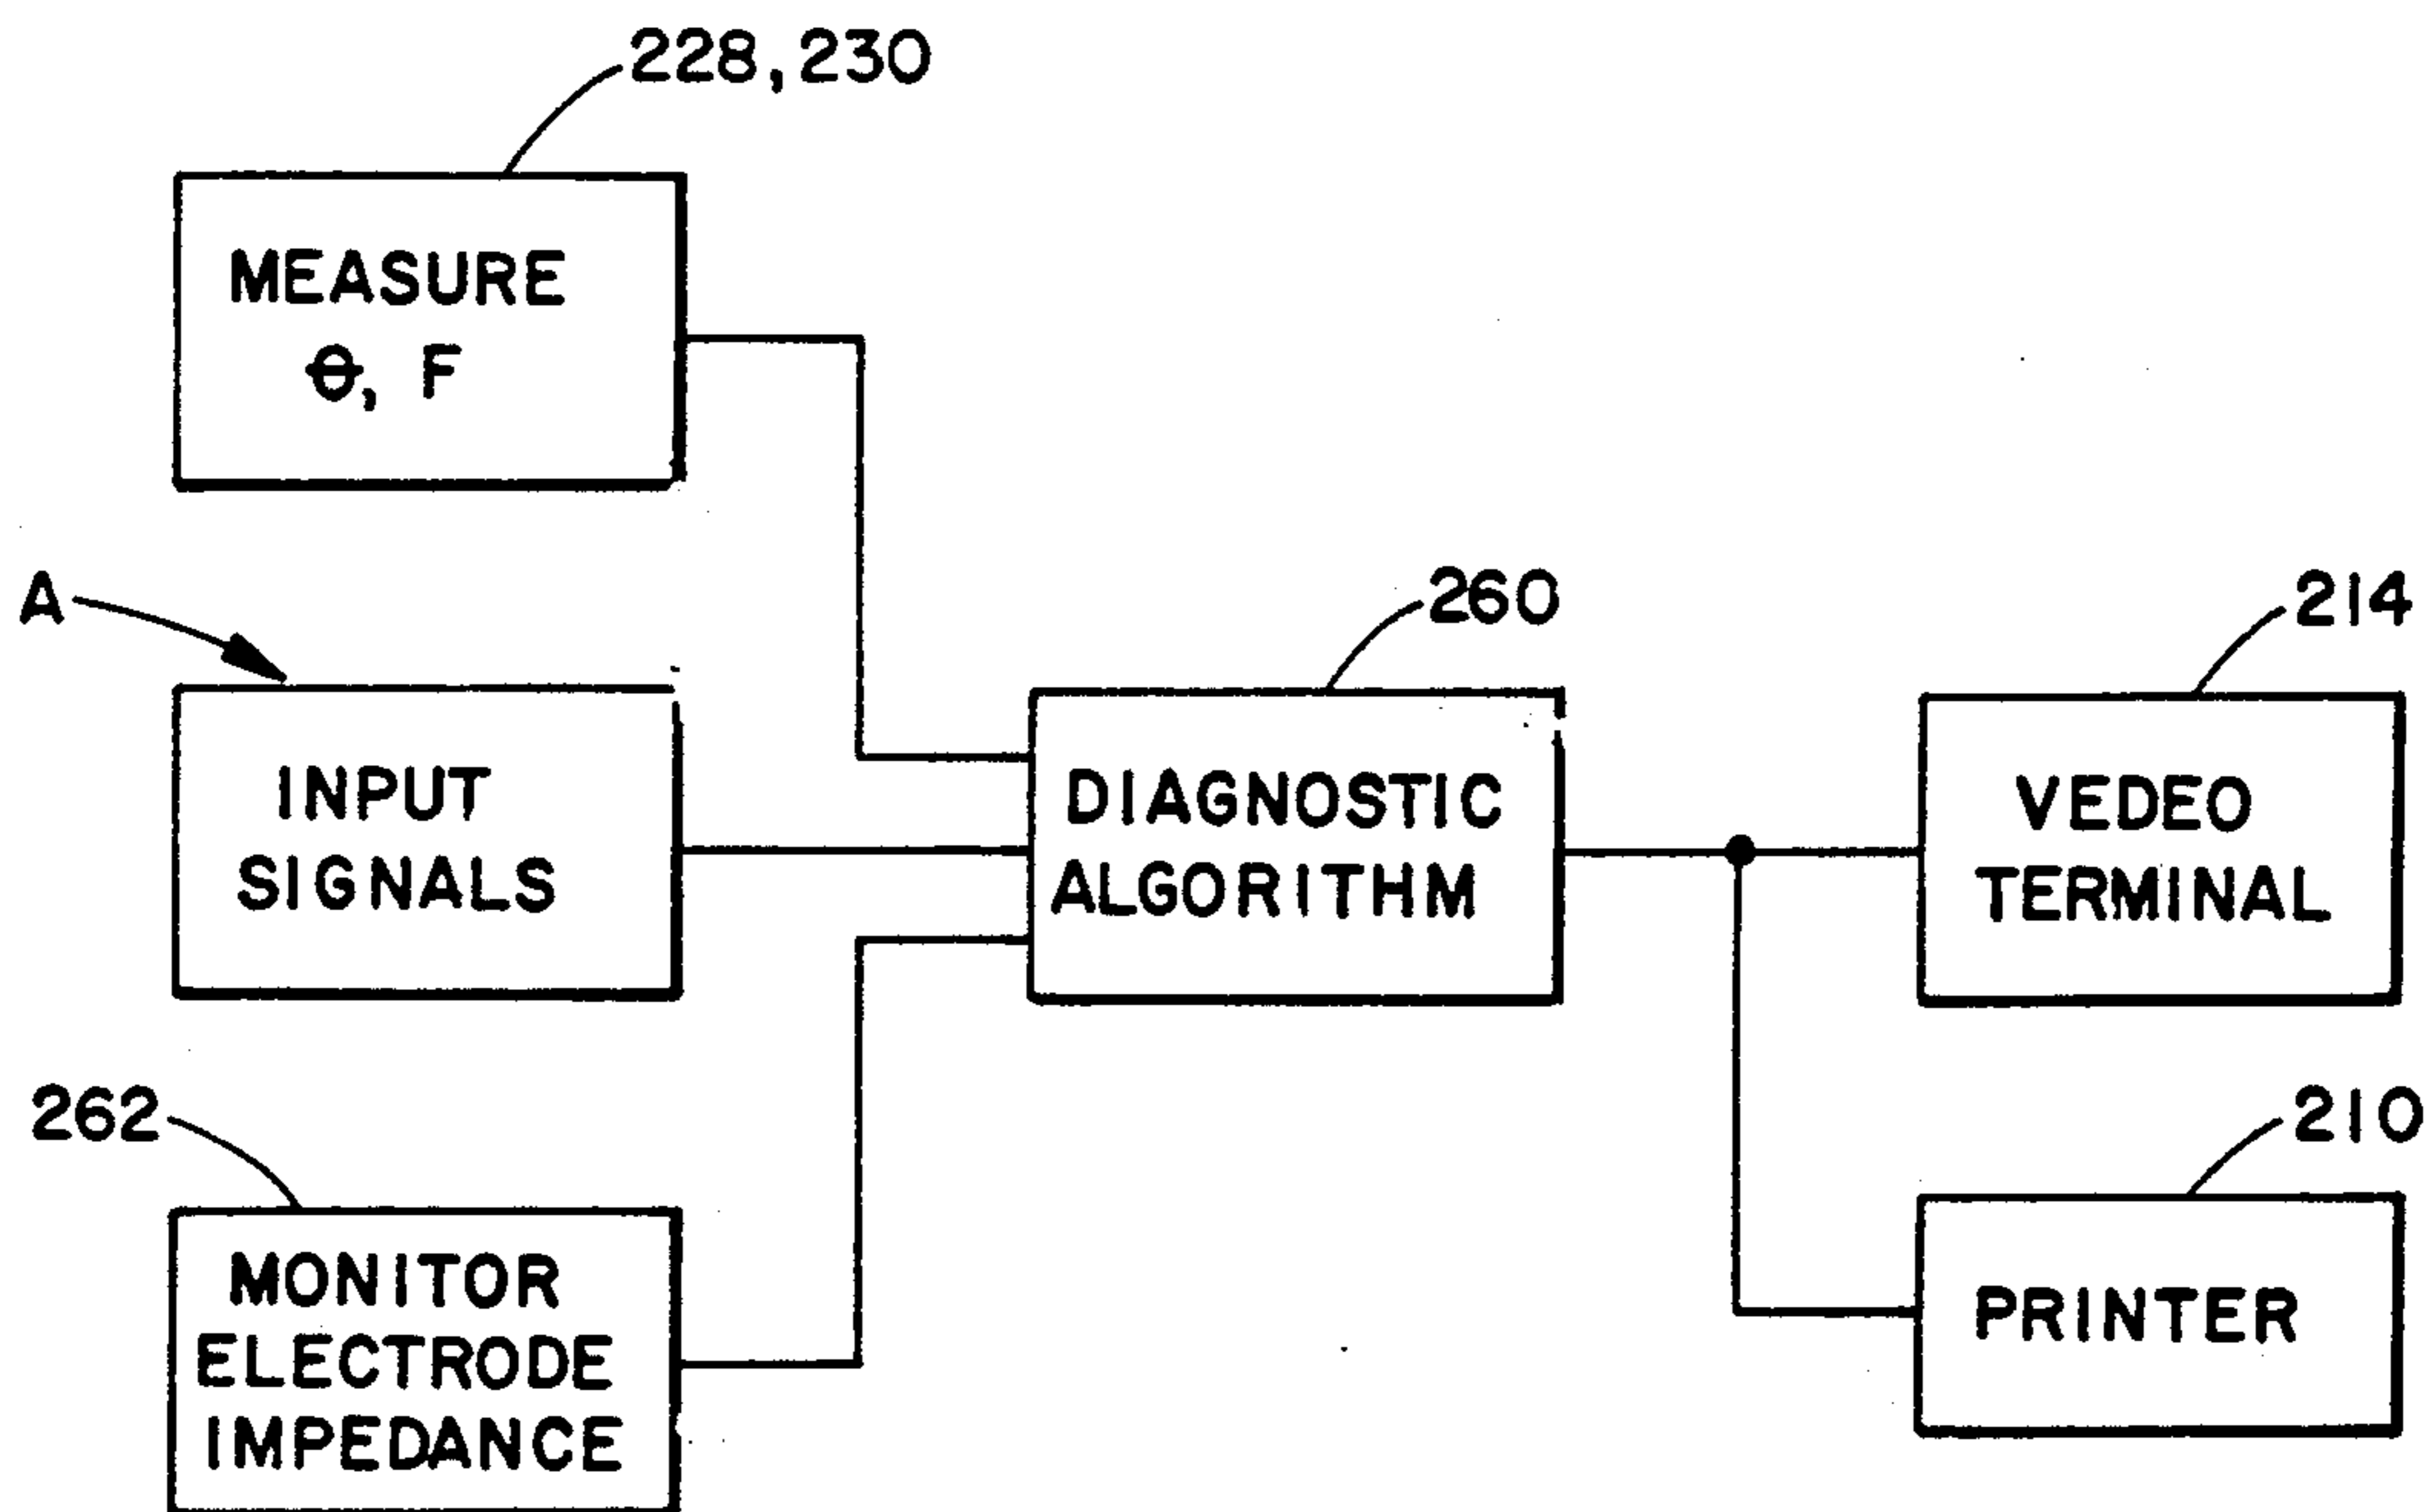 228, 230
MEASURE
θ, F
A
INPUT
SIGNALS
260
DIAGNOSTIC
ALGORITHM
214
VEDEO
TERMINAL
262
MONITOR
ELECTRODE
IMPEDANCE
210
PRINTER